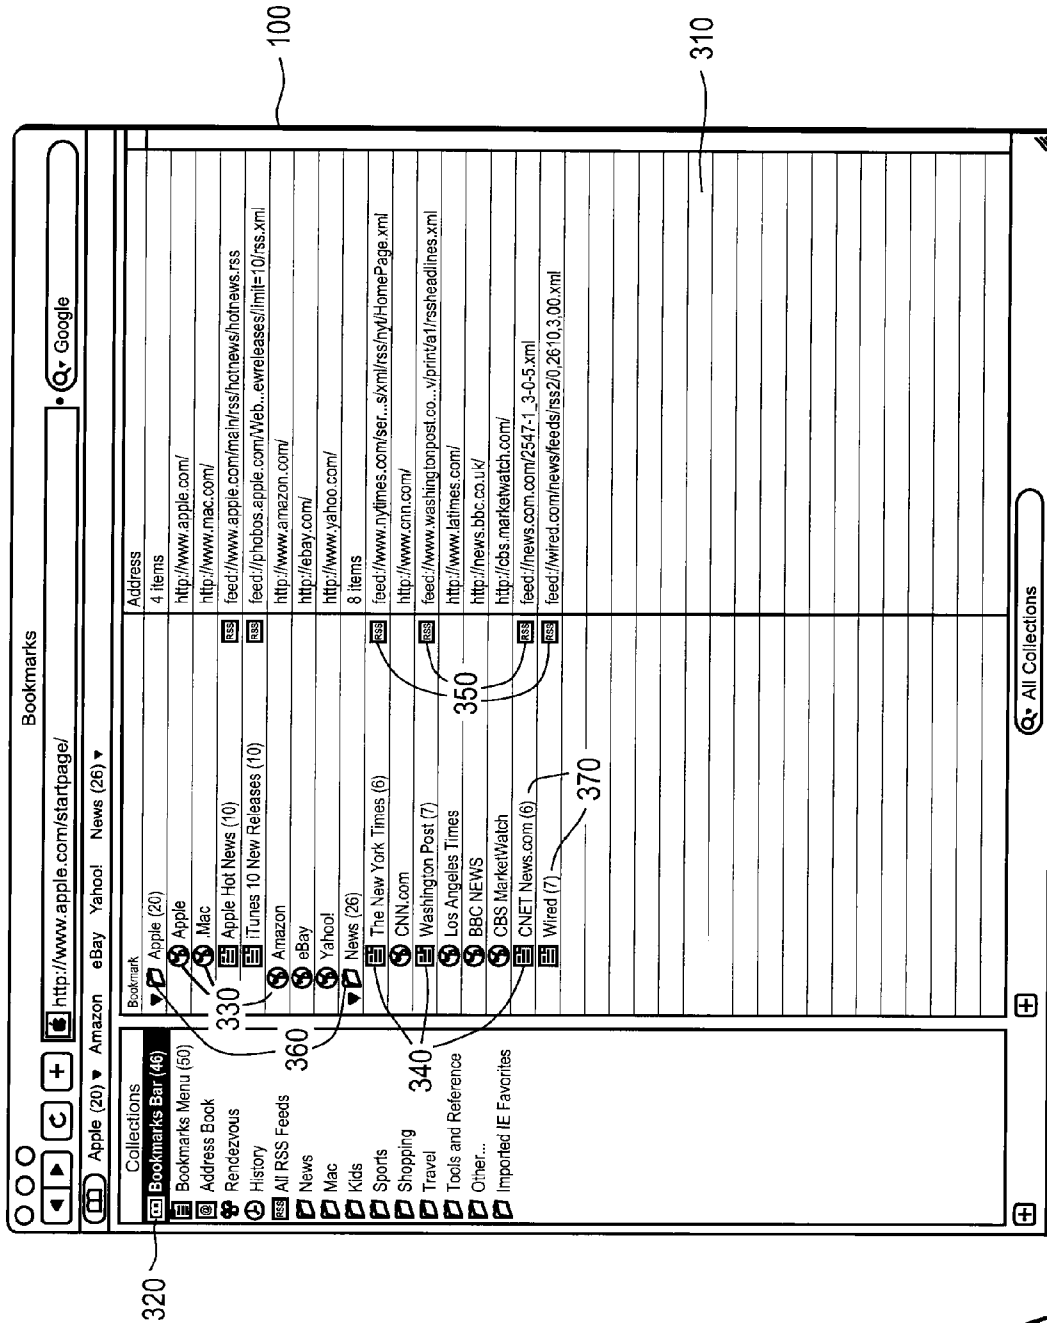 Bookmarks
http://www.apple.com/startpage/
Google
Apple (20) Amazon eBay Yahoo! News (26)
Collections
Bookmarks Bar (46)
Bookmarks Menu (50)
@ Address Book
Rendezvous
History
RSS All RSS Feeds
News
Mac
Kids
Sports
Shopping
Travel
Tools and Reference
Other...
Imported IE Favorites
Bookmark Address
Apple (20) 4 items
Apple http://www.apple.com/
.Mac http://www.mac.com/
Apple Hot News (10) RSS feed://www.apple.com/main/rss/hotnews/hotnews.rss
iTunes 10 New Releases (10) RSS feed://phobos.apple.com/Web...ewreleases/limit=10/rss.xml
Amazon http://www.amazon.com/
eBay http://ebay.com/
Yahoo! http://www.yahoo.com/
News (26) 8 items
The New York Times (6) RSS feed://www.nytimes.com/ser...s/xml/rss/nyt/HomePage.xml
CNN.com http://www.cnn.com/
Washington Post (7) RSS feed://www.washingtonpost.co...v/print/a1/rssheadlines.xml
Los Angeles Times http://www.latimes.com/
BBC NEWS http://news.bbc.co.uk/
CBS MarketWatch http://cbs.marketwatch.com/
CNET News.com (6) RSS feed://news.com.com/2547-1_3-0-5.xml
Wired (7) RSS feed://wired.com/news/feeds/rss2/0,2610,3,00.xml
All Collections
100
310
320
330
340
350
360
370